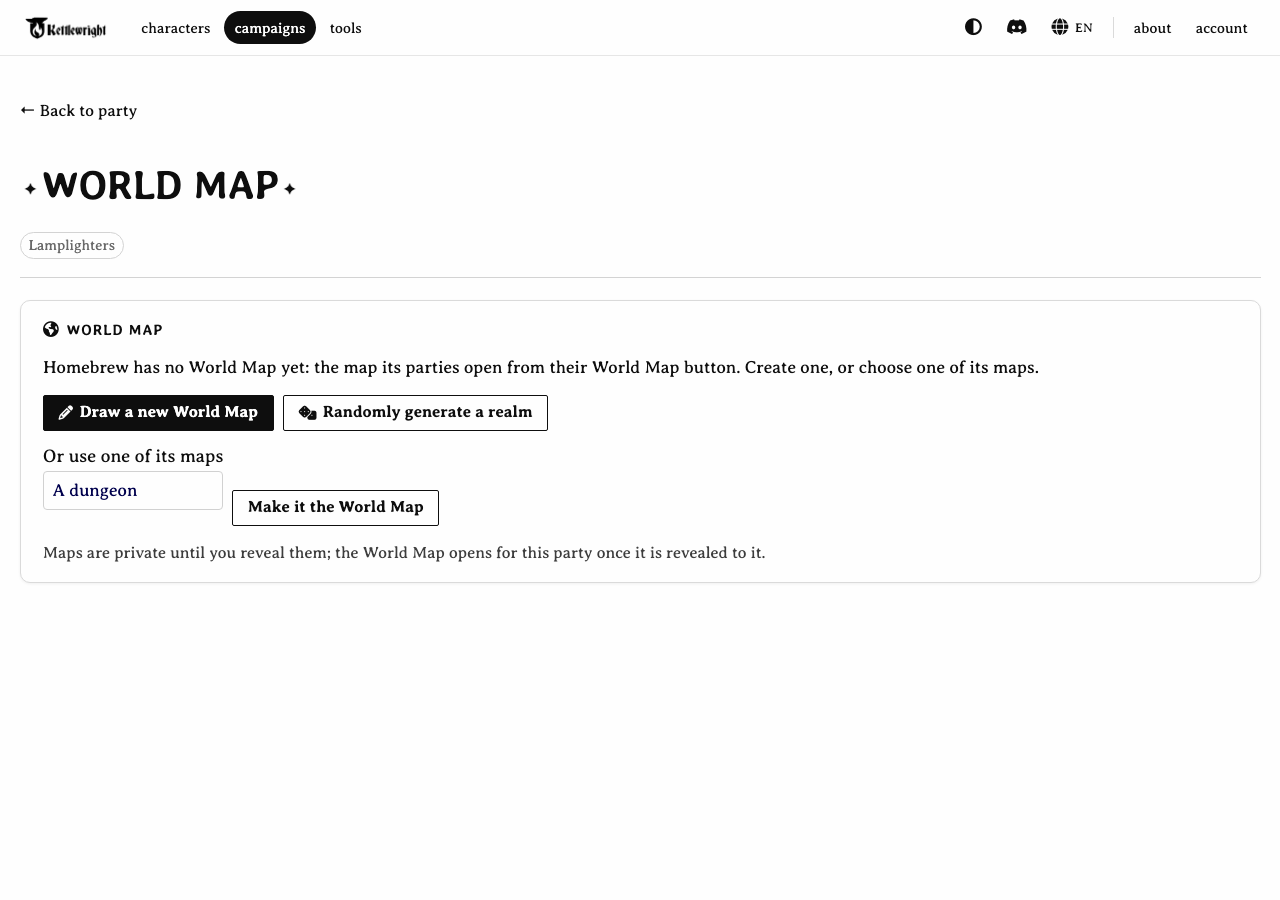 Kettlewright
characters
campaigns
tools
EN
about
account
← Back to party
WORLD MAP
Lamplighters
WORLD MAP
Homebrew has no World Map yet: the map its parties open from their World Map button. Create one, or choose one of its maps.
Draw a new World Map
Randomly generate a realm
Or use one of its maps
A dungeon
Make it the World Map
Maps are private until you reveal them; the World Map opens for this party once it is revealed to it.